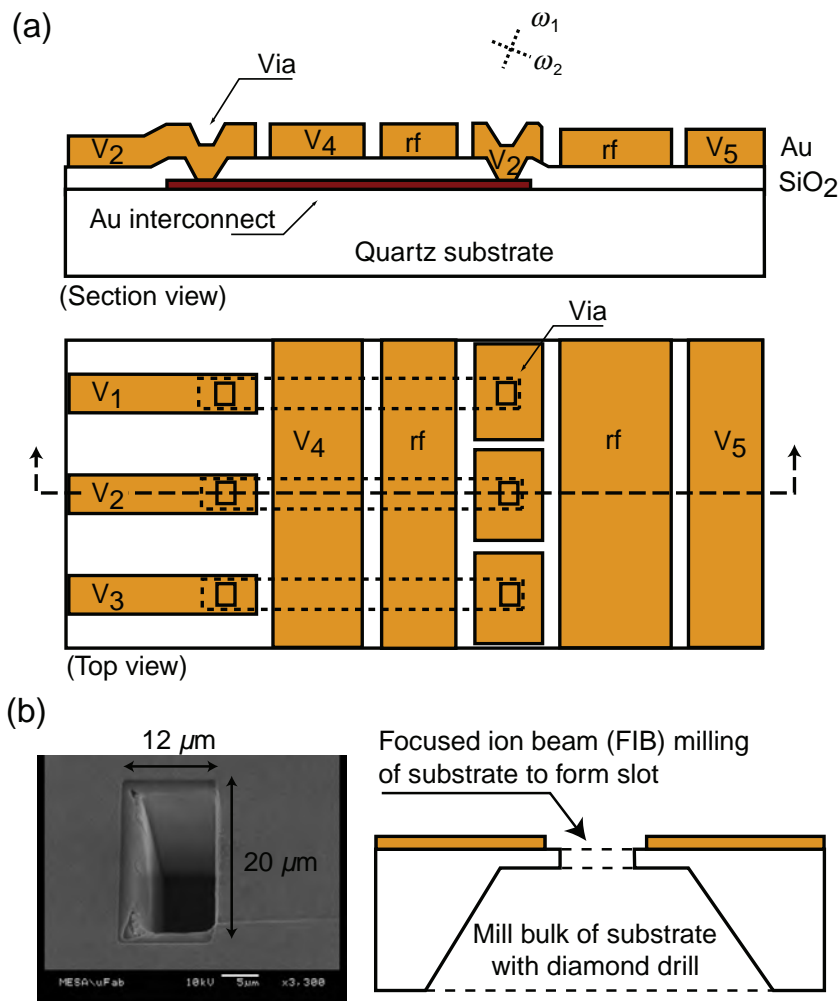 (a)
ω1
ω2
Via
V2
V4
rf
V2
rf
V5
Au
SiO2
Au interconnect
Quartz substrate
(Section view)
Via
V1
V4
rf
rf
V5
V2
V3
(Top view)
(b)
12 μm
20 μm
MESA\uFab 10kV 5μm x3,300
Focused ion beam (FIB) milling
of substrate to form slot
Mill bulk of substrate
with diamond drill